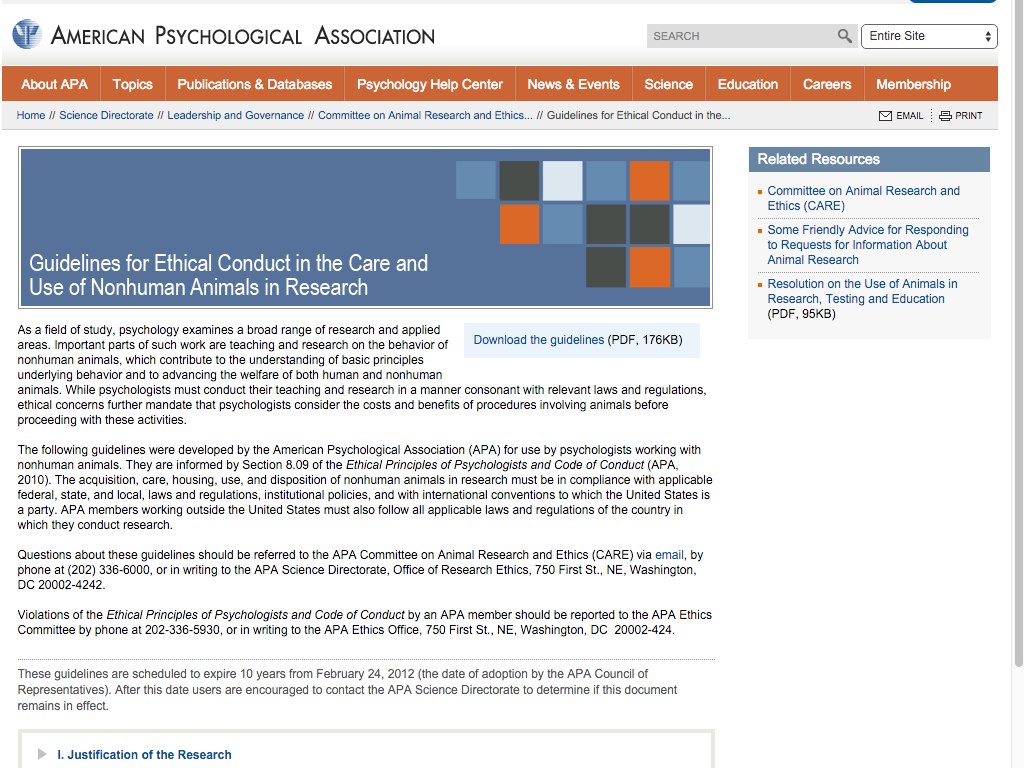 AMERICAN PSYCHOLOGICAL ASSOCIATION
SEARCH
Entire Site
About APA
Topics
Publications & Databases
Psychology Help Center
News & Events
Science
Education
Careers
Membership
Home // Science Directorate // Leadership and Governance // Committee on Animal Research and Ethics... // Guidelines for Ethical Conduct in the...
EMAIL
PRINT
Guidelines for Ethical Conduct in the Care and
Use of Nonhuman Animals in Research
Download the guidelines (PDF, 176KB)
As a field of study, psychology examines a broad range of research and applied
areas. Important parts of such work are teaching and research on the behavior of
nonhuman animals, which contribute to the understanding of basic principles
underlying behavior and to advancing the welfare of both human and nonhuman
animals. While psychologists must conduct their teaching and research in a manner consonant with relevant laws and regulations,
ethical concerns further mandate that psychologists consider the costs and benefits of procedures involving animals before
proceeding with these activities.
The following guidelines were developed by the American Psychological Association (APA) for use by psychologists working with
nonhuman animals. They are informed by Section 8.09 of the Ethical Principles of Psychologists and Code of Conduct (APA,
2010). The acquisition, care, housing, use, and disposition of nonhuman animals in research must be in compliance with applicable
federal, state, and local, laws and regulations, institutional policies, and with international conventions to which the United States is
a party. APA members working outside the United States must also follow all applicable laws and regulations of the country in
which they conduct research.
Questions about these guidelines should be referred to the APA Committee on Animal Research and Ethics (CARE) via email, by
phone at (202) 336-6000, or in writing to the APA Science Directorate, Office of Research Ethics, 750 First St., NE, Washington,
DC 20002-4242.
Violations of the Ethical Principles of Psychologists and Code of Conduct by an APA member should be reported to the APA Ethics
Committee by phone at 202-336-5930, or in writing to the APA Ethics Office, 750 First St., NE, Washington, DC 20002-424.
These guidelines are scheduled to expire 10 years from February 24, 2012 (the date of adoption by the APA Council of
Representatives). After this date users are encouraged to contact the APA Science Directorate to determine if this document
remains in effect.
I. Justification of the Research
Related Resources
Committee on Animal Research and
Ethics (CARE)
Some Friendly Advice for Responding
to Requests for Information About
Animal Research
Resolution on the Use of Animals in
Research, Testing and Education
(PDF, 95KB)